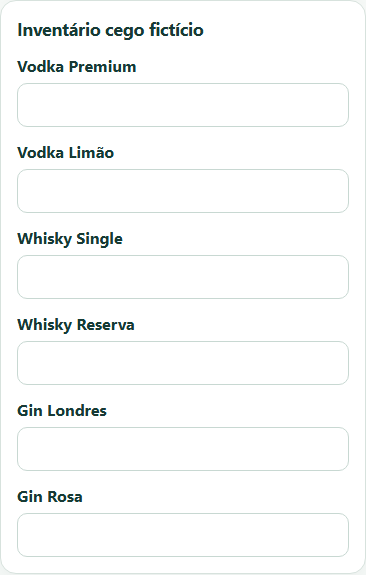 Inventário cego fictício
Vodka Premium
Vodka Limão
Whisky Single
Whisky Reserva
Gin Londres
Gin Rosa